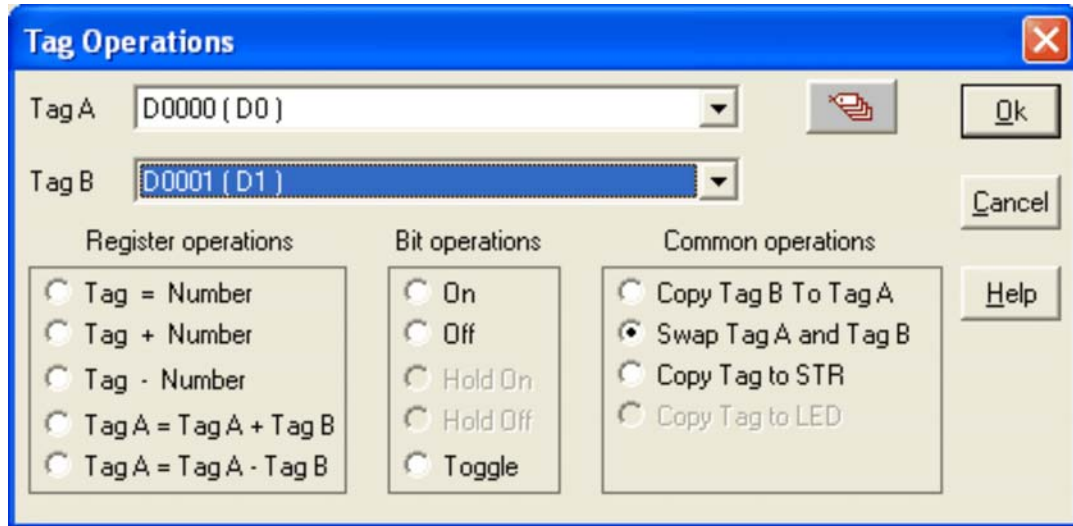 Tag Operations
Tag A
D0000 ( D0 )
Ok
Tag B
D0001 ( D1 )
Cancel
Register operations
Bit operations
Common operations
Help
Tag = Number
Tag + Number
Tag - Number
Tag A = Tag A + Tag B
Tag A = Tag A - Tag B
On
Off
Hold On
Hold Off
Toggle
Copy Tag B To Tag A
Swap Tag A and Tag B
Copy Tag to STR
Copy Tag to LED